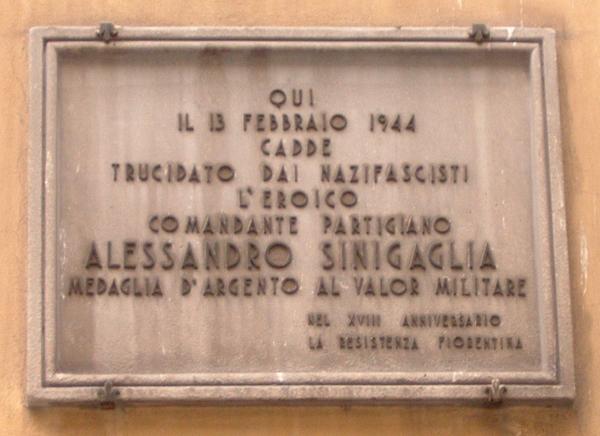 QUI
IL 13 FEBBRAIO 1944
CADDE
TRUCIDATO DAI NAZIFASCISTI
L'EROICO
COMANDANTE PARTIGIANO
ALESSANDRO SINIGAGLIA
MEDAGLIA D'ARGENTO AL VALOR MILITARE
NEL XVIII ANNIVERSARIO
LA RESISTENZA FIORENTINA